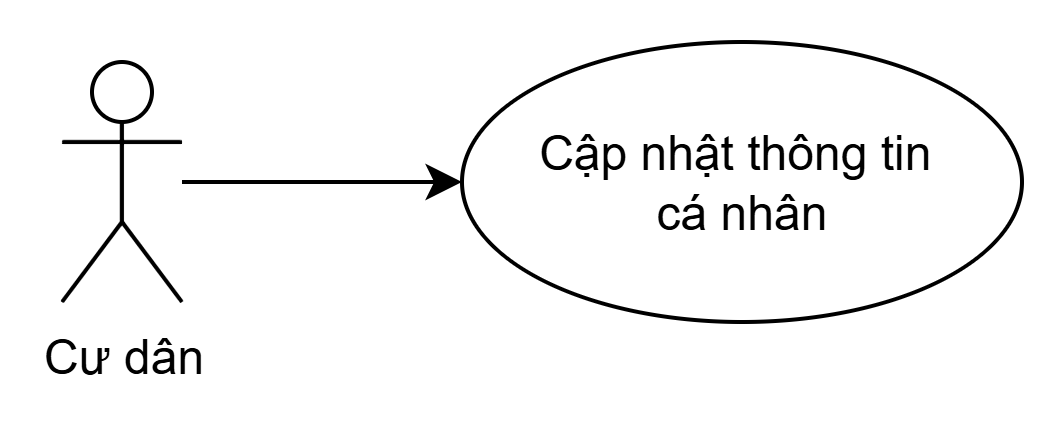 Cập nhật thông tin
cá nhân
Cư dân